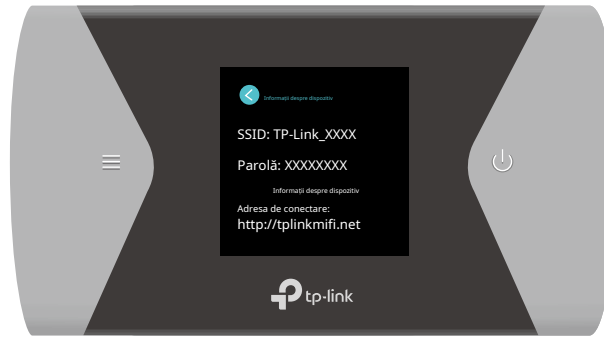 Informații despre dispozitiv
SSID: TP-Link_XXXX
Parolă: XXXXXXXX
Informații despre dispozitiv
Adresa de conectare:
http://tplinkmifi.net
tp-link